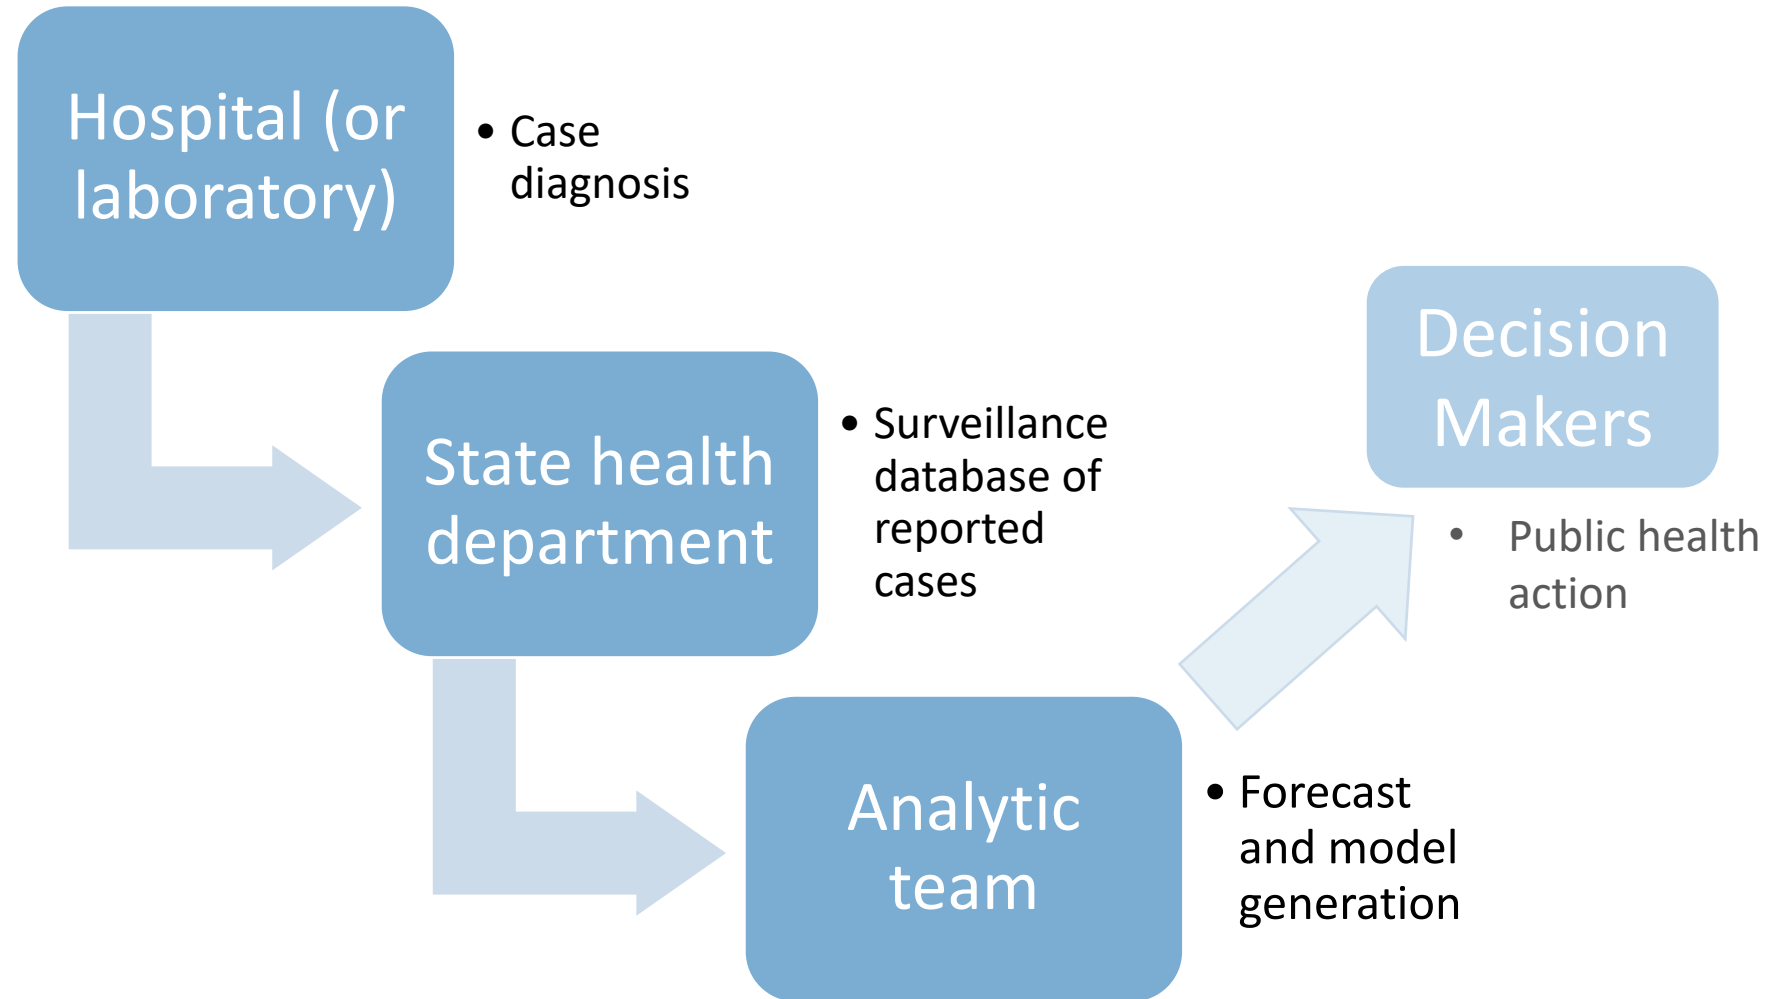 Hospital (or
laboratory)
• Case
diagnosis
State health
department
• Surveillance
database of
reported
cases
Analytic
team
• Forecast
and model
generation
Decision
Makers
• Public health
action